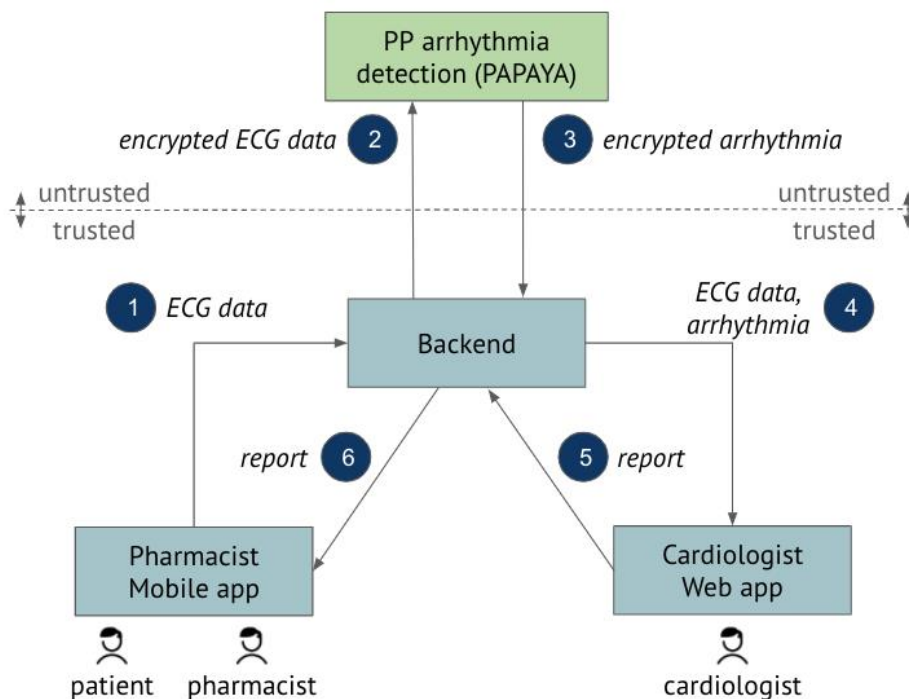 PP arrhythmia
detection (PAPAYA)
encrypted ECG data
2
3
encrypted arrhythmia
untrusted
untrusted
trusted
trusted
1
ECG data
ECG data,
arrhythmia
4
Backend
report
6
5
report
Pharmacist
Mobile app
Cardiologist
Web app
patient
pharmacist
cardiologist